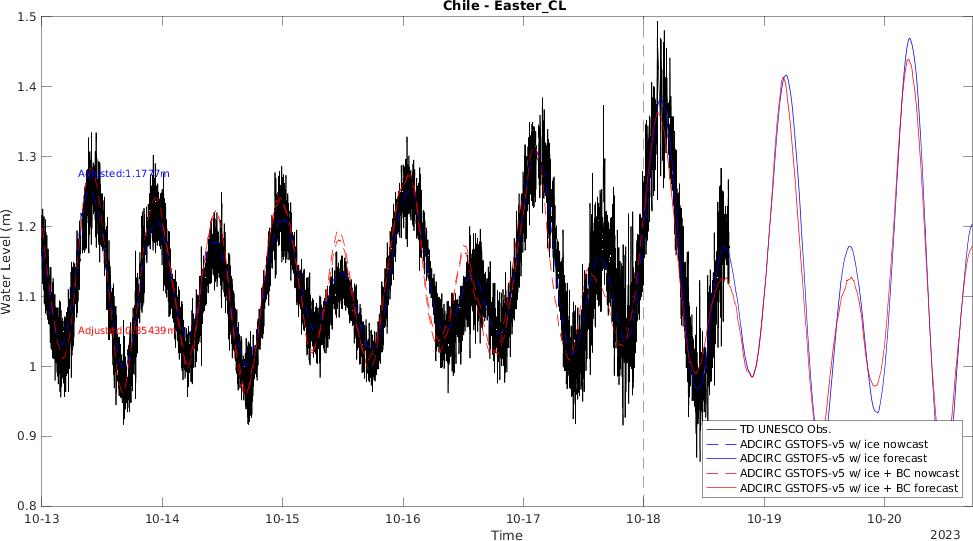 Chile - Easter_CL
1.5
1.4
1.3
1.2
1.1
1
0.9
0.8
Water Level (m)
Adjusted:1.1777m
Adjusted:0.85439m
TD UNESCO Obs.
ADCIRC GSTOFS-v5 w/ ice nowcast
ADCIRC GSTOFS-v5 w/ ice forecast
ADCIRC GSTOFS-v5 w/ ice + BC nowcast
ADCIRC GSTOFS-v5 w/ ice + BC forecast
10-13 10-14 10-15 10-16 10-17 10-18 10-19 10-20
Time
2023